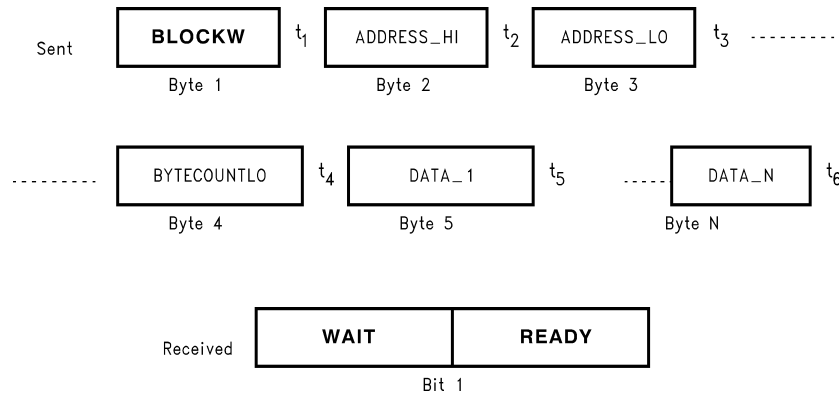 Sent BLOCKW t1 ADDRESS_HI t2 ADDRESS_LO t3
Byte 1 Byte 2 Byte 3
BYTECOUNTLO t4 DATA_1 t5 DATA_N t6
Byte 4 Byte 5 Byte N
Received WAIT READY
Bit 1